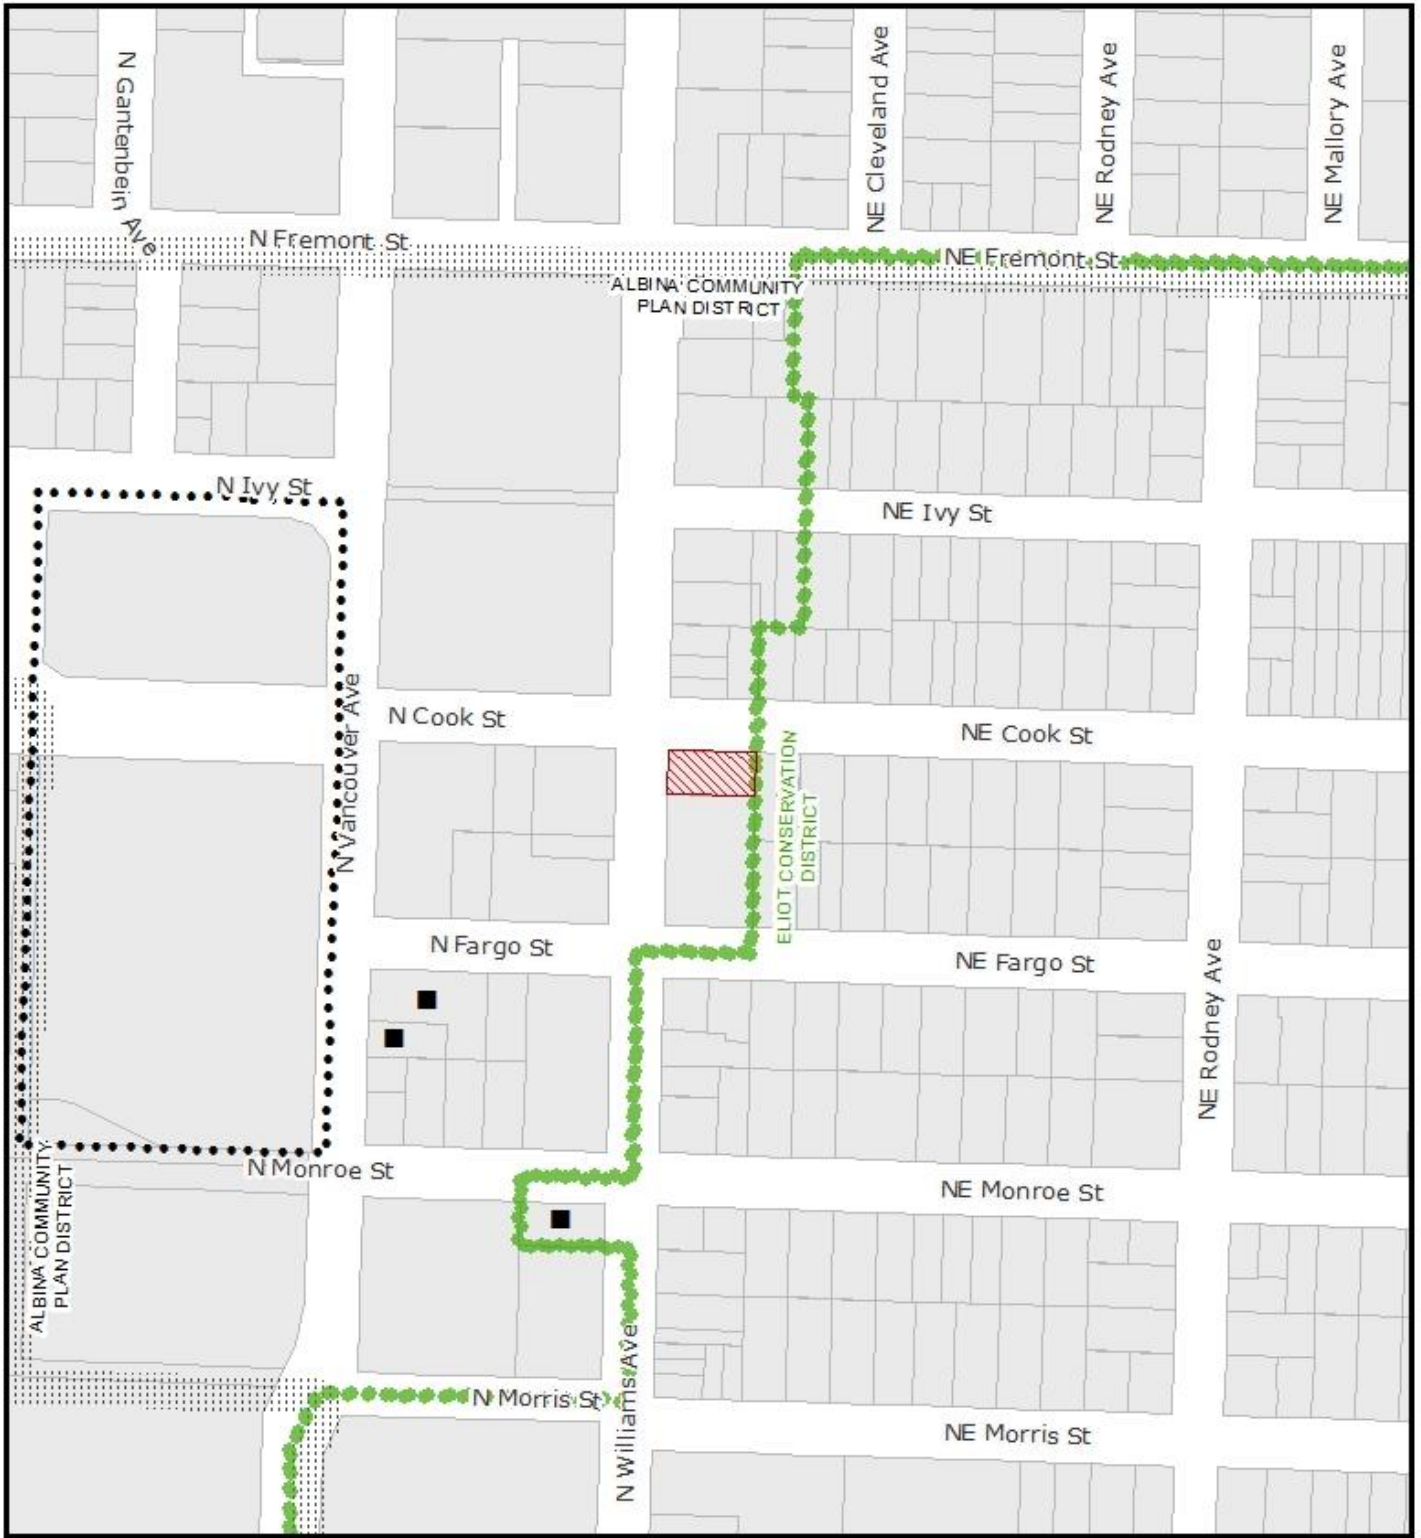 N Gantenbein Ave
NE Cleveland Ave
NE Rodney Ave
NE Mallory Ave
N Fremont St
NE Fremont St
ALBINA COMMUNITY
PLAN DISTRICT
N Ivy St
NE Ivy St
N Vancouver Ave
N Cook St
NE Cook St
ELIOT CONSERVATION
DISTRICT
N Fargo St
NE Fargo St
NE Rodney Ave
N Monroe St
NE Monroe St
ALBINA COMMUNITY
PLAN DISTRICT
N Williams Ave
N Morris St
NE Morris St